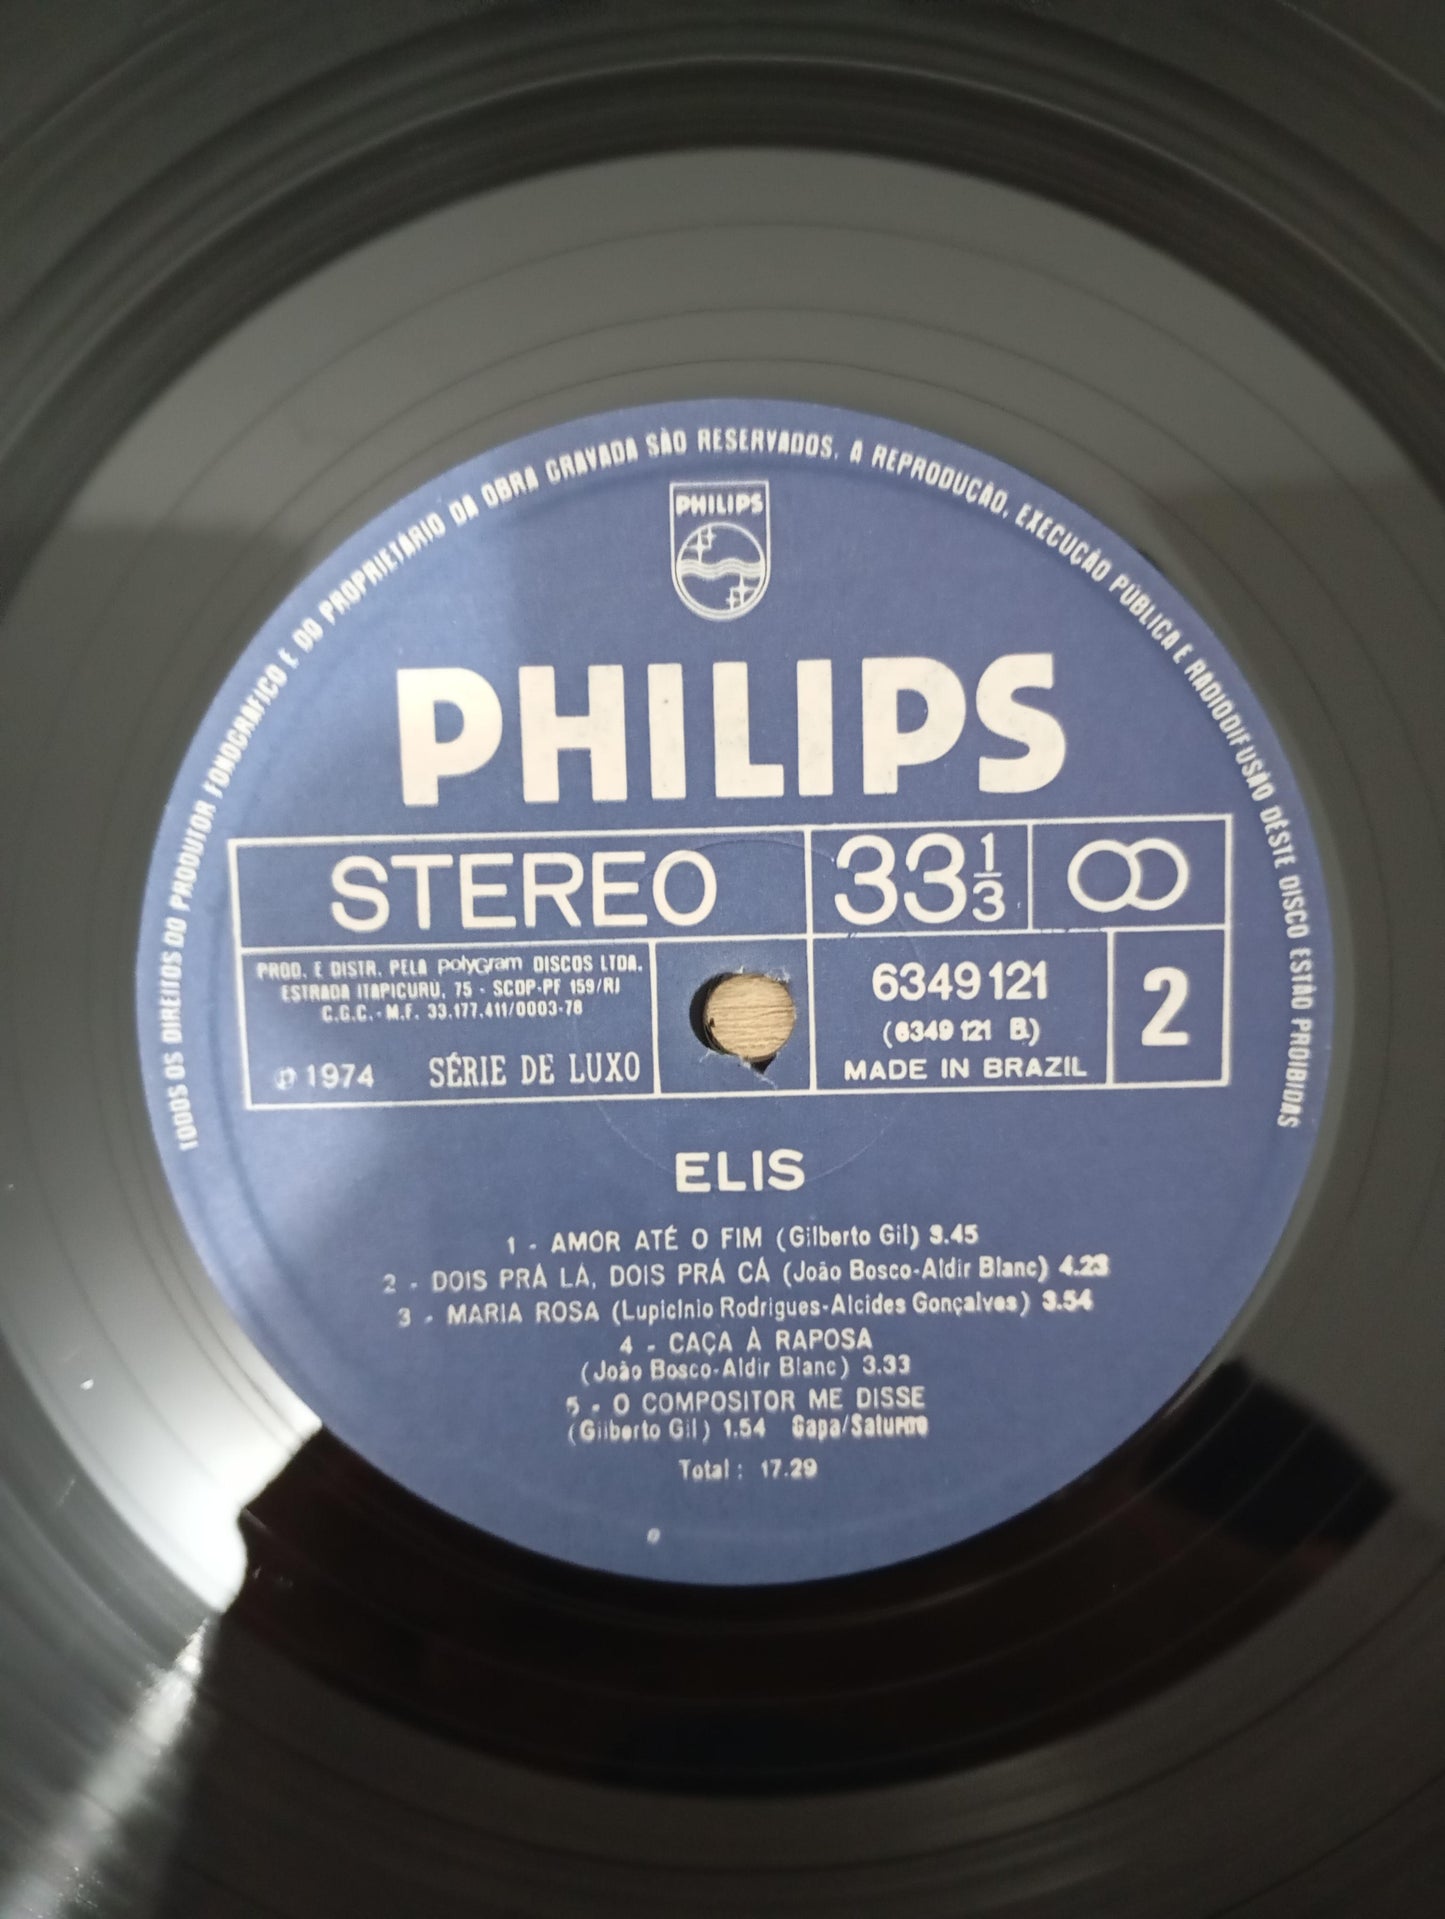 TODOS OS DIREITOS DO PRODUTOR FONOGRÁFICO E DO PROPRIETÁRIO DA OBRA GRAVADA SÃO RESERVADOS. A REPRODUÇÃO, EXECUÇÃO PÚBLICA E RADIODIFUSÃO DÊSTE DISCO ESTÃO PROIBIDAS
PHILIPS
PHILIPS
STEREO
33 1/3
PROD. E DISTR. PELA polyGram DISCOS LTDA.
ESTRADA ITAPICURU, 75 - SCDP-PF 159/RJ
C.G.C. - M.F. 33.177.411/0003-78
℗ 1974 SÉRIE DE LUXO
6349 121
(6349 121 B.)
MADE IN BRAZIL
2
ELIS
1 - AMOR ATÉ O FIM (Gilberto Gil) 3.45
2 - DOIS PRÁ LÁ, DOIS PRÁ CÁ (João Bosco-Aldir Blanc) 4.23
3 - MARIA ROSA (Lupicínio Rodrigues-Alcides Gonçalves) 3.54
4 - CAÇA À RAPOSA
(João Bosco-Aldir Blanc) 3.33
5 - O COMPOSITOR ME DISSE
(Gilberto Gil) 1.54 Gapa/Saturno
Total : 17.29